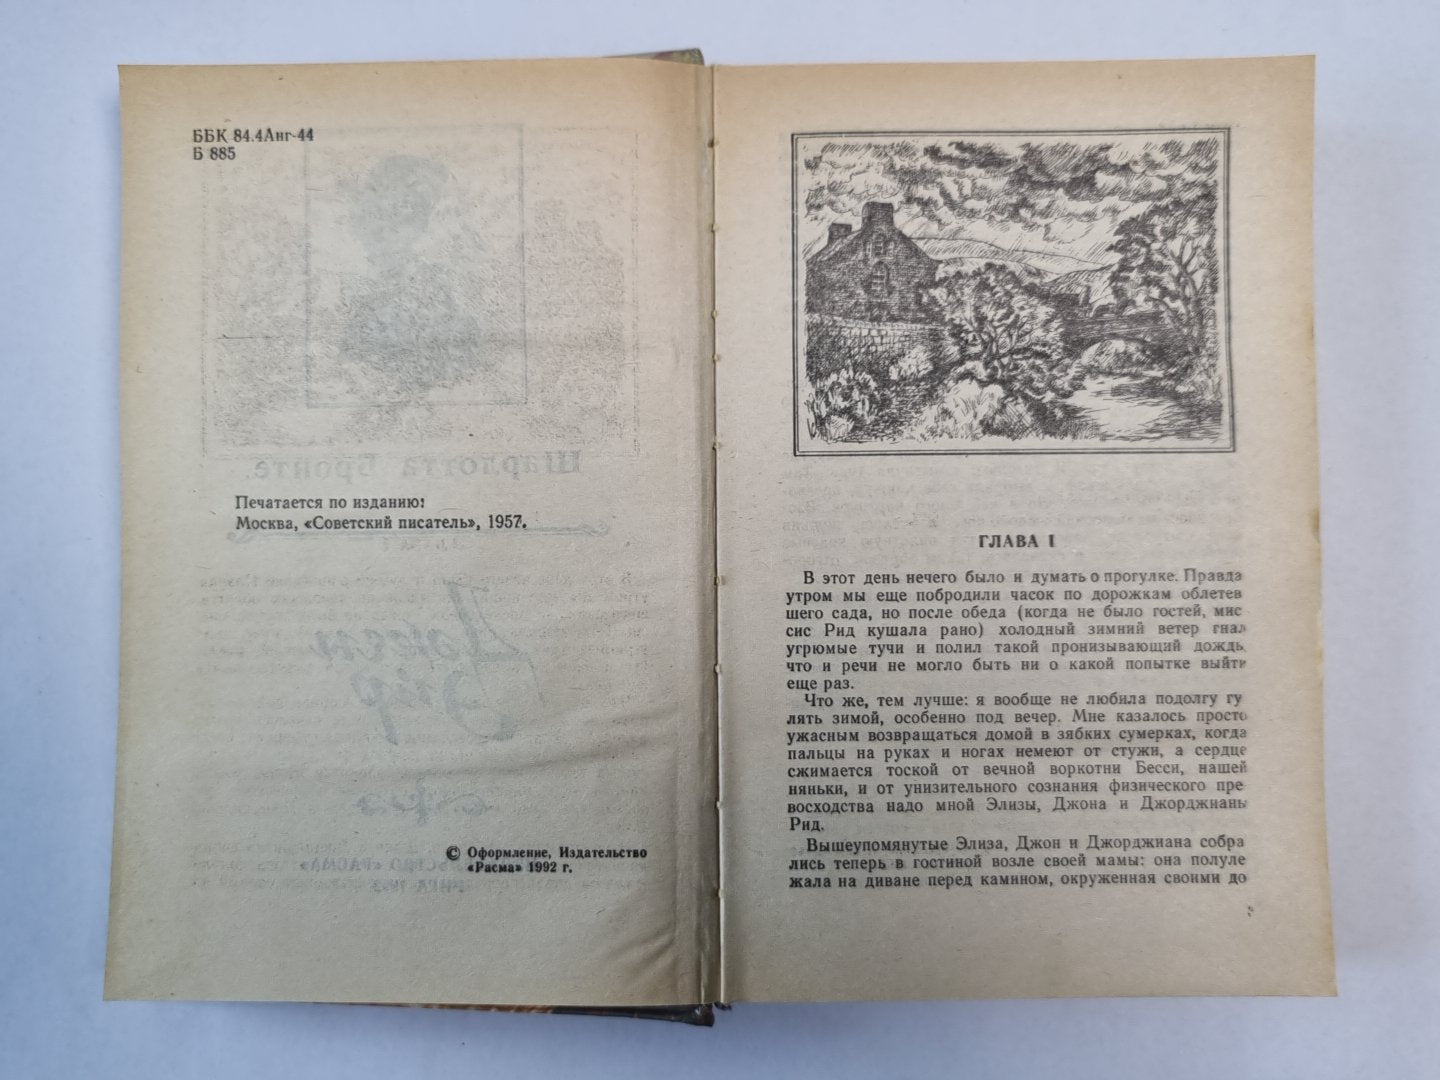 ББК 84.4Анг-44
Б 885
Печатается по изданию:
Москва, «Советский писатель», 1957.
© Оформление, Издательство
«Расма» 1992 г.
ГЛАВА I
В этот день нечего было и думать о прогулке. Правда
утром мы еще побродили часок по дорожкам облетев
шего сада, но после обеда (когда не было гостей, мис
сис Рид кушала рано) холодный зимний ветер гнал
угрюмые тучи и полил такой пронизывающий дождь,
что и речи не могло быть ни о какой попытке выйти
еще раз.
Что же, тем лучше: я вообще не любила подолгу гу
лять зимой, особенно под вечер. Мне казалось просто
ужасным возвращаться домой в зябких сумерках, когда
пальцы на руках и ногах немеют от стужи, а сердце
сжимается тоской от вечной воркотни Бесси, нашей
няньки, и от унизительного сознания физического пре
восходства надо мной Элизы, Джона и Джорджианы
Рид.
Вышеупомянутые Элиза, Джон и Джорджиана собра
лись теперь в гостиной возле своей мамы: она полуле
жала на диване перед камином, окруженная своими до